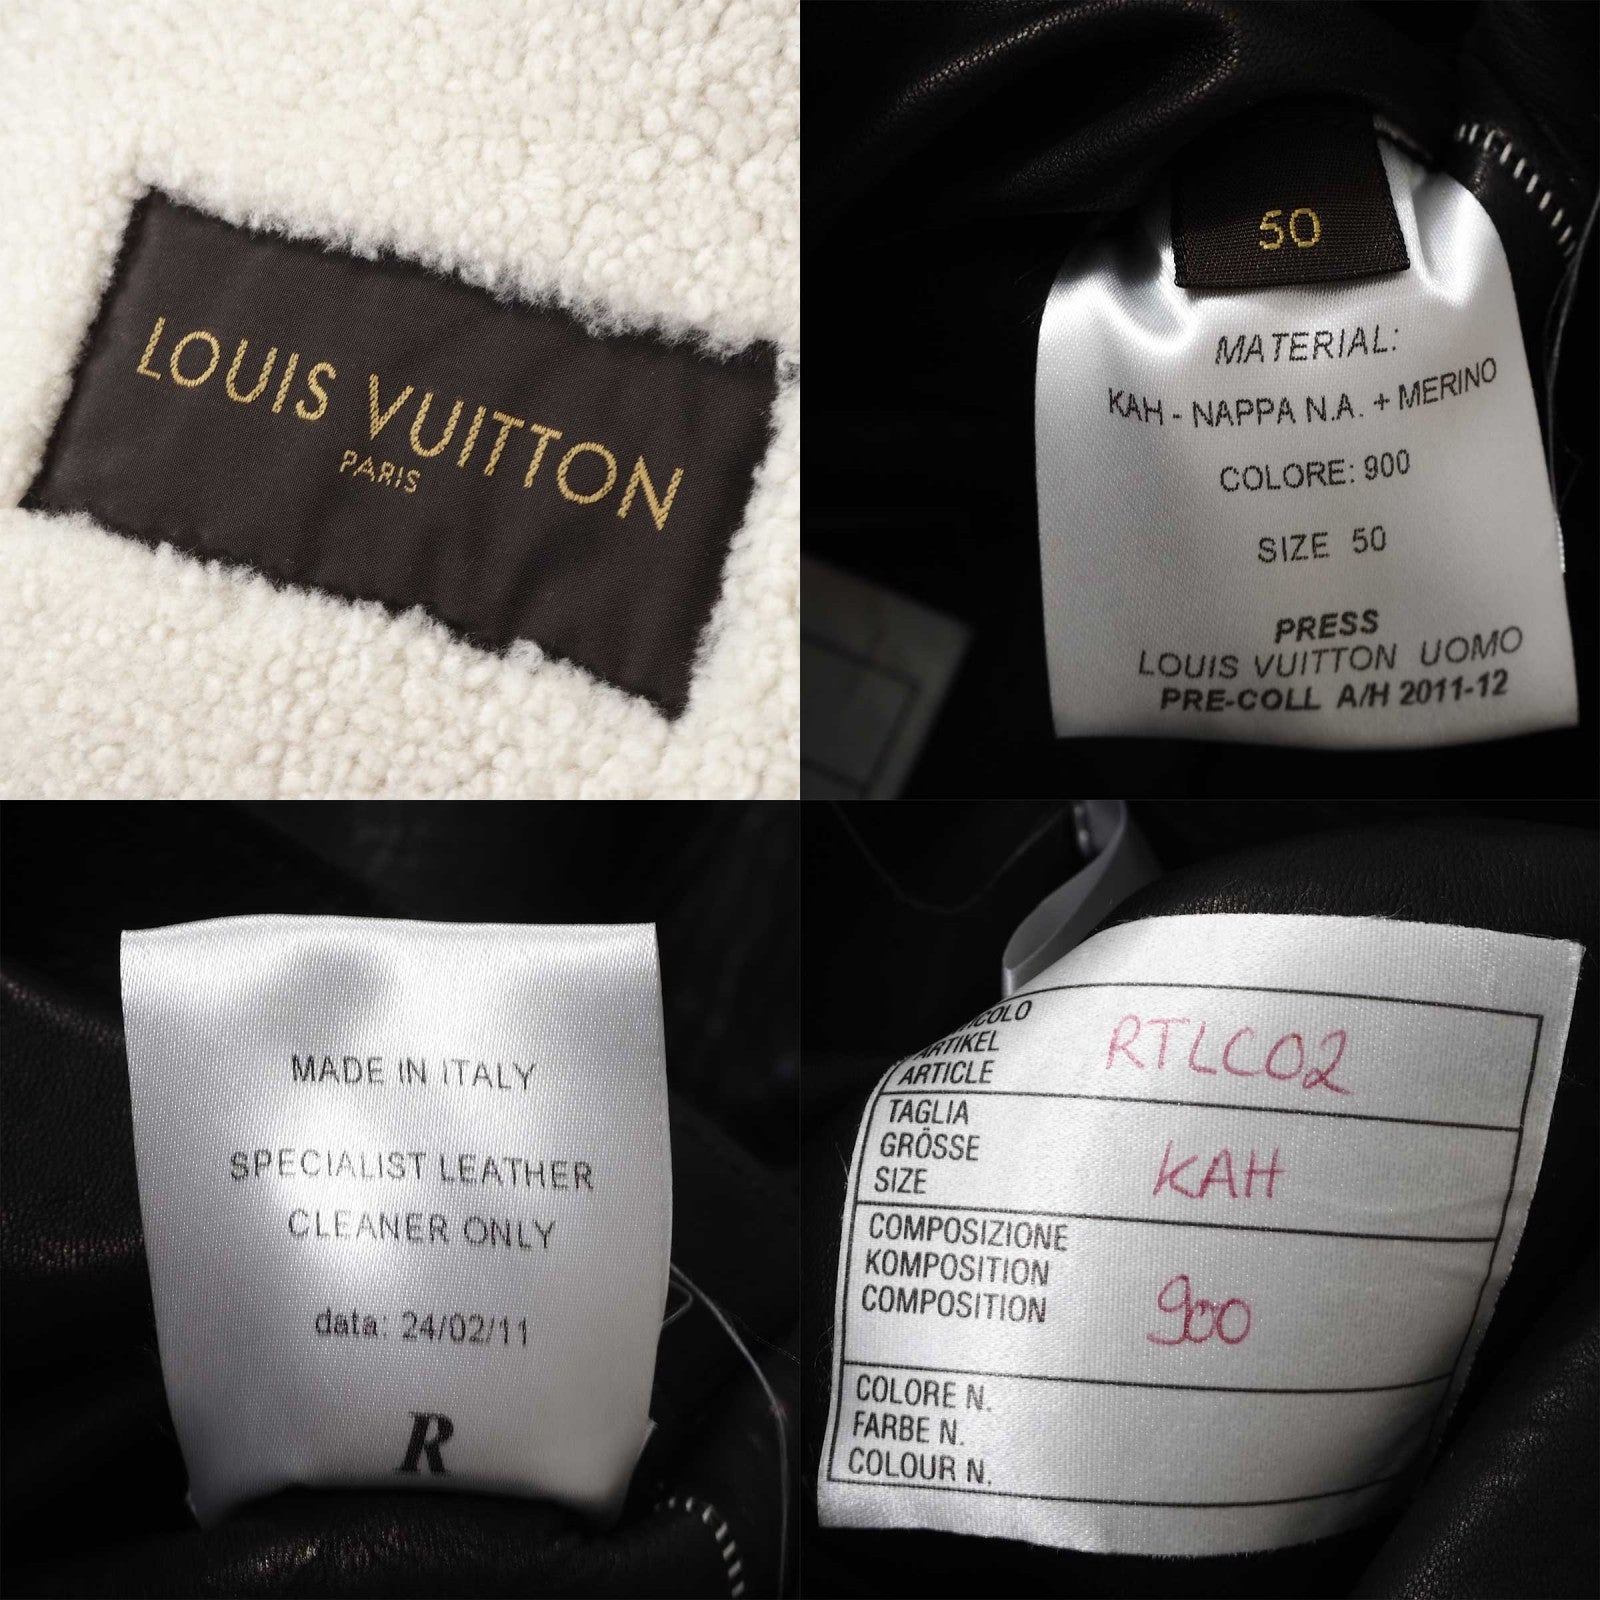 LOUIS VUITTON
PARIS
50
MATERIAL:
KAH - NAPPA N.A. + MERINO
COLORE: 900
SIZE 50
PRESS
LOUIS VUITTON UOMO
PRE-COLL A/H 2011-12
MADE IN ITALY
SPECIALIST LEATHER
CLEANER ONLY
data: 24/02/11
R
ARTIKEL
ARTICLE
RTLC02
TAGLIA
GRÖSSE
SIZE
KAH
COMPOSIZIONE
KOMPOSITION
COMPOSITION
900
COLORE N.
FARBE N.
COLOUR N.